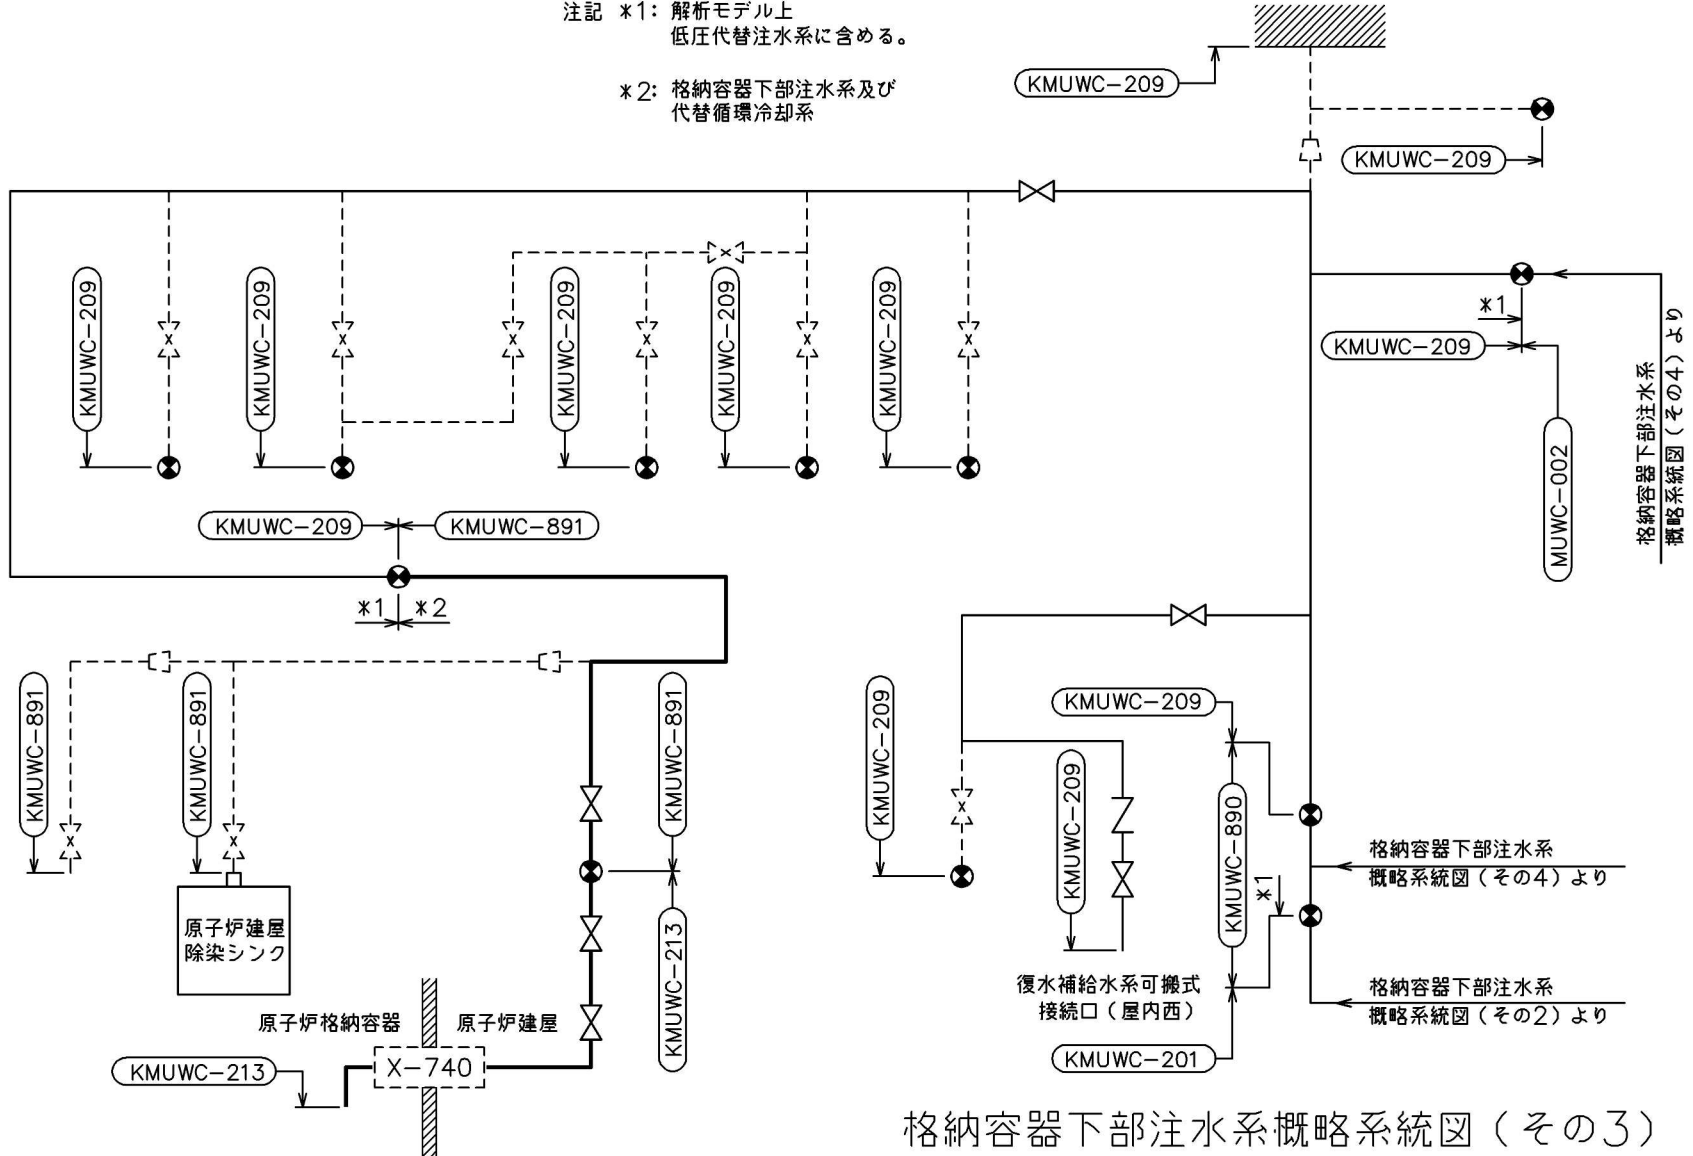 注記 *1: 解析モデル上
低圧代替注水系に含める。
*2: 格納容器下部注水系及び
代替循環冷却系
KMUWC-209
KMUWC-209
KMUWC-209
KMUWC-209
KMUWC-209
KMUWC-209
KMUWC-209
*1
KMUWC-209
MUWC-002
格納容器下部注水系
概略系統図(その4)より
KMUWC-209
KMUWC-891
*1
*2
KMUWC-891
KMUWC-891
KMUWC-891
KMUWC-213
原子炉建屋
除染シンク
原子炉格納容器
原子炉建屋
X-740
KMUWC-213
KMUWC-209
KMUWC-209
KMUWC-209
KMUWC-890
*1
格納容器下部注水系
概略系統図(その4)より
復水補給水系可搬式
接続口(屋内西)
格納容器下部注水系
概略系統図(その2)より
KMUWC-201
格納容器下部注水系概略系統図(その3)